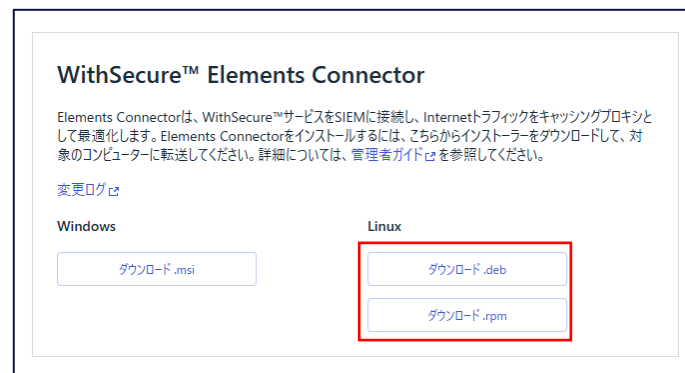 WithSecure™ Elements Connector
Elements Connectorは、WithSecure™サービスをSIEMに接続し、Internetトラフィックをキャッシングプロキシと
して最適化します。Elements Connectorをインストールするには、こちらからインストーラーをダウンロードして、対
象のコンピューターに転送してください。詳細については、管理者ガイドを参照してください。
変更ログ
Windows
Linux
ダウンロード .msi
ダウンロード .deb
ダウンロード .rpm